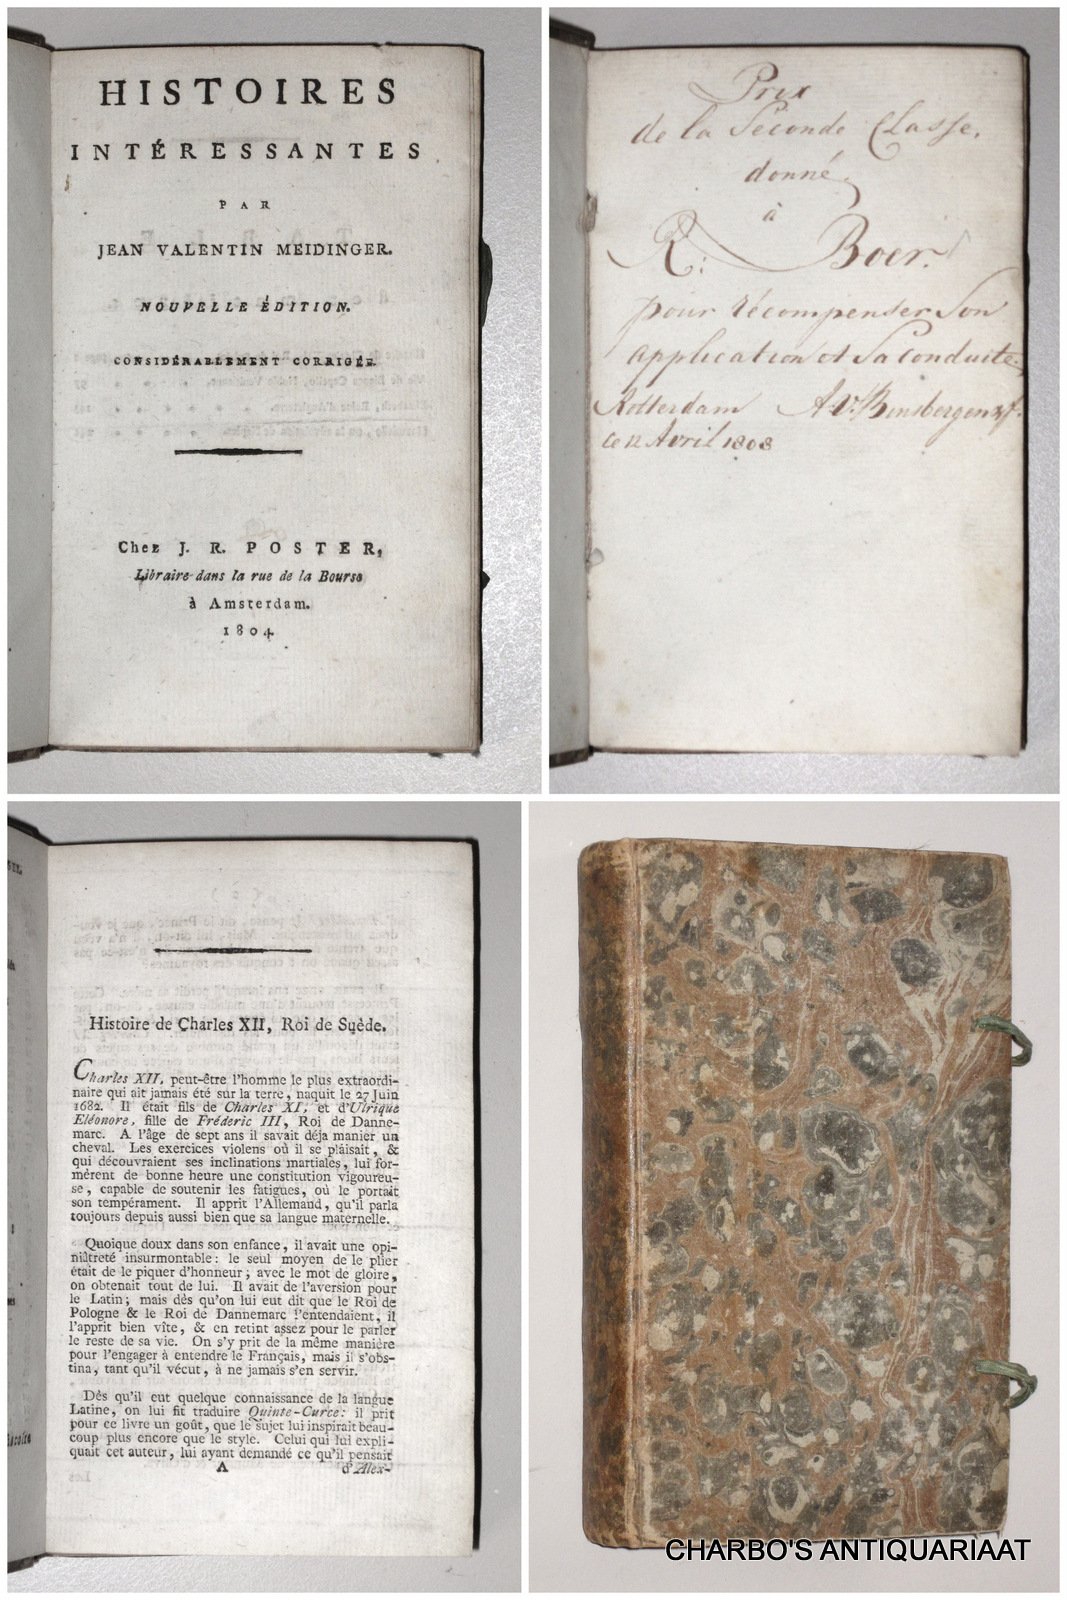 HISTOIRES
INTÉRESSANTES
PAR
JEAN VALENTIN MEIDINGER.
NOUVELLE ÉDITION.
CONSIDÉRABLEMENT CORRIGÉE.
Chez J. R. POSTER,
Libraire dans la rue de la Bourse
à Amsterdam.
1804.
Prix
de la Seconde Classe.
donné
à
R: Boer.
pour récompenser Son
application et Sa conduite.
Rotterdam A. V.
ce 12 Avril 1808
Histoire de Charles XII, Roi de Suède.
Charles XII, peut-être l'homme le plus extraordi-
naire qui ait jamais été sur la terre, naquit le 27 Juin
1682. Il était fils de Charles XI, et d'Ulrique
Eléonore, fille de Fréderic III, Roi de Danne-
marc. A l'âge de sept ans il savait déja manier un
cheval. Les exercices violens où il se plaisait, &
qui découvraient ses inclinations martiales, lui for-
mèrent de bonne heure une constitution vigoureu-
se, capable de soutenir les fatigues, où le portait
son tempérament. Il apprit l'Allemand, qu'il parla
toujours depuis aussi bien que sa langue maternelle.
Quoique doux dans son enfance, il avait une opi-
niâtreté insurmontable: le seul moyen de le plier
était de le piquer d'honneur; avec le mot de gloire,
on obtenait tout de lui. Il avait de l'aversion pour
le Latin; mais dès qu'on lui eut dit que le Roi de
Pologne & le Roi de Dannemarc l'entendaient, il
l'apprit bien vîte, & en retint assez pour le parler
le reste de sa vie. On s'y prit de la même manière
pour l'engager à entendre le Français, mais il s'obs-
tina, tant qu'il vécut, à ne jamais s'en servir.
Dès qu'il eut quelque connaissance de la langue
Latine, on lui fit traduire Quinte-Curce: il prit
pour ce livre un goût, que le sujet lui inspirait beau-
coup plus encore que le style. Celui qui lui expli-
quait cet auteur, lui ayant demandé ce qu'il pensait
A d'Alex-
CHARBO'S ANTIQUARIAAT